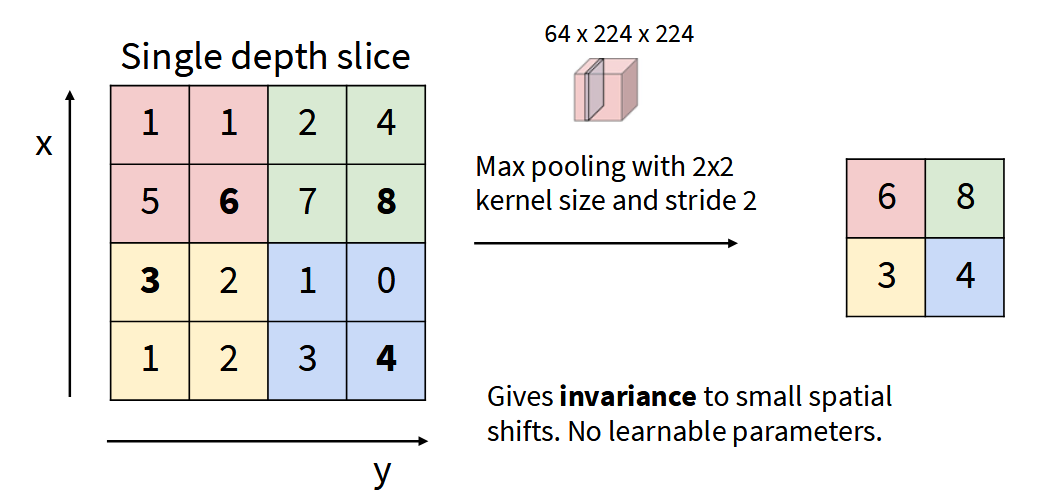 Single depth slice
x
1 1 2 4
5 6 7 8
3 2 1 0
1 2 3 4
y
64 x 224 x 224
Max pooling with 2x2
kernel size and stride 2
6 8
3 4
Gives invariance to small spatial
shifts. No learnable parameters.